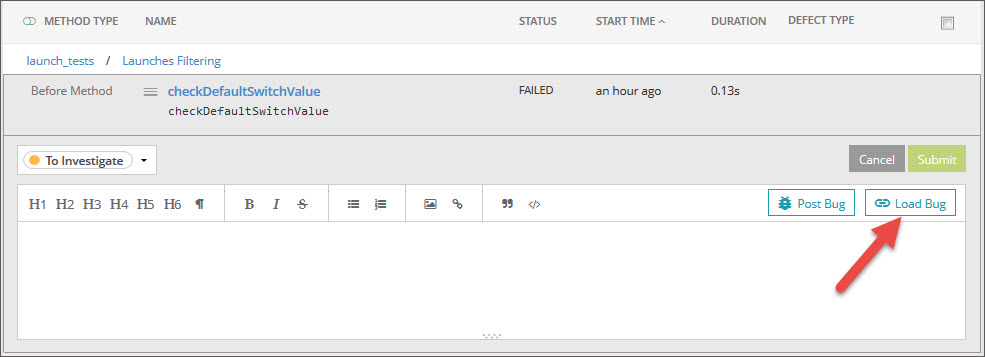 METHOD TYPE NAME STATUS START TIME DURATION DEFECT TYPE
launch_tests / Launches Filtering
Before Method checkDefaultSwitchValue FAILED an hour ago 0.13s
checkDefaultSwitchValue
To Investigate Cancel Submit
H1 H2 H3 H4 H5 H6 ¶ B I S Post Bug Load Bug